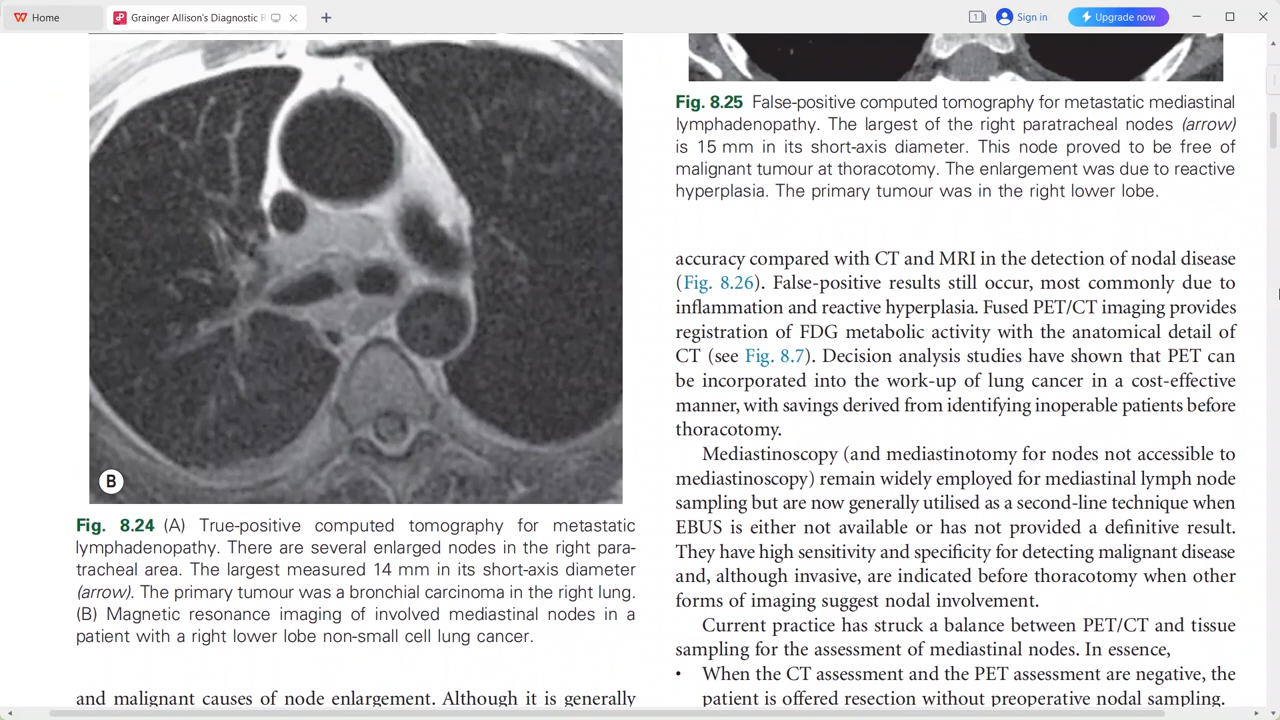 Home
Grainger Allison's Diagnostic
Sign in
Upgrade now
B
Fig. 8.24 (A) True-positive computed tomography for metastatic
lymphadenopathy. There are several enlarged nodes in the right para-
tracheal area. The largest measured 14 mm in its short-axis diameter
(arrow). The primary tumour was a bronchial carcinoma in the right lung.
(B) Magnetic resonance imaging of involved mediastinal nodes in a
patient with a right lower lobe non-small cell lung cancer.
and malignant causes of node enlargement. Although it is generally
Fig. 8.25 False-positive computed tomography for metastatic mediastinal
lymphadenopathy. The largest of the right paratracheal nodes (arrow)
is 15 mm in its short-axis diameter. This node proved to be free of
malignant tumour at thoracotomy. The enlargement was due to reactive
hyperplasia. The primary tumour was in the right lower lobe.
accuracy compared with CT and MRI in the detection of nodal disease
(Fig. 8.26). False-positive results still occur, most commonly due to
inflammation and reactive hyperplasia. Fused PET/CT imaging provides
registration of FDG metabolic activity with the anatomical detail of
CT (see Fig. 8.7). Decision analysis studies have shown that PET can
be incorporated into the work-up of lung cancer in a cost-effective
manner, with savings derived from identifying inoperable patients before
thoracotomy.
Mediastinoscopy (and mediastinotomy for nodes not accessible to
mediastinoscopy) remain widely employed for mediastinal lymph node
sampling but are now generally utilised as a second-line technique when
EBUS is either not available or has not provided a definitive result.
They have high sensitivity and specificity for detecting malignant disease
and, although invasive, are indicated before thoracotomy when other
forms of imaging suggest nodal involvement.
Current practice has struck a balance between PET/CT and tissue
sampling for the assessment of mediastinal nodes. In essence,
• When the CT assessment and the PET assessment are negative, the
patient is offered resection without preoperative nodal sampling.